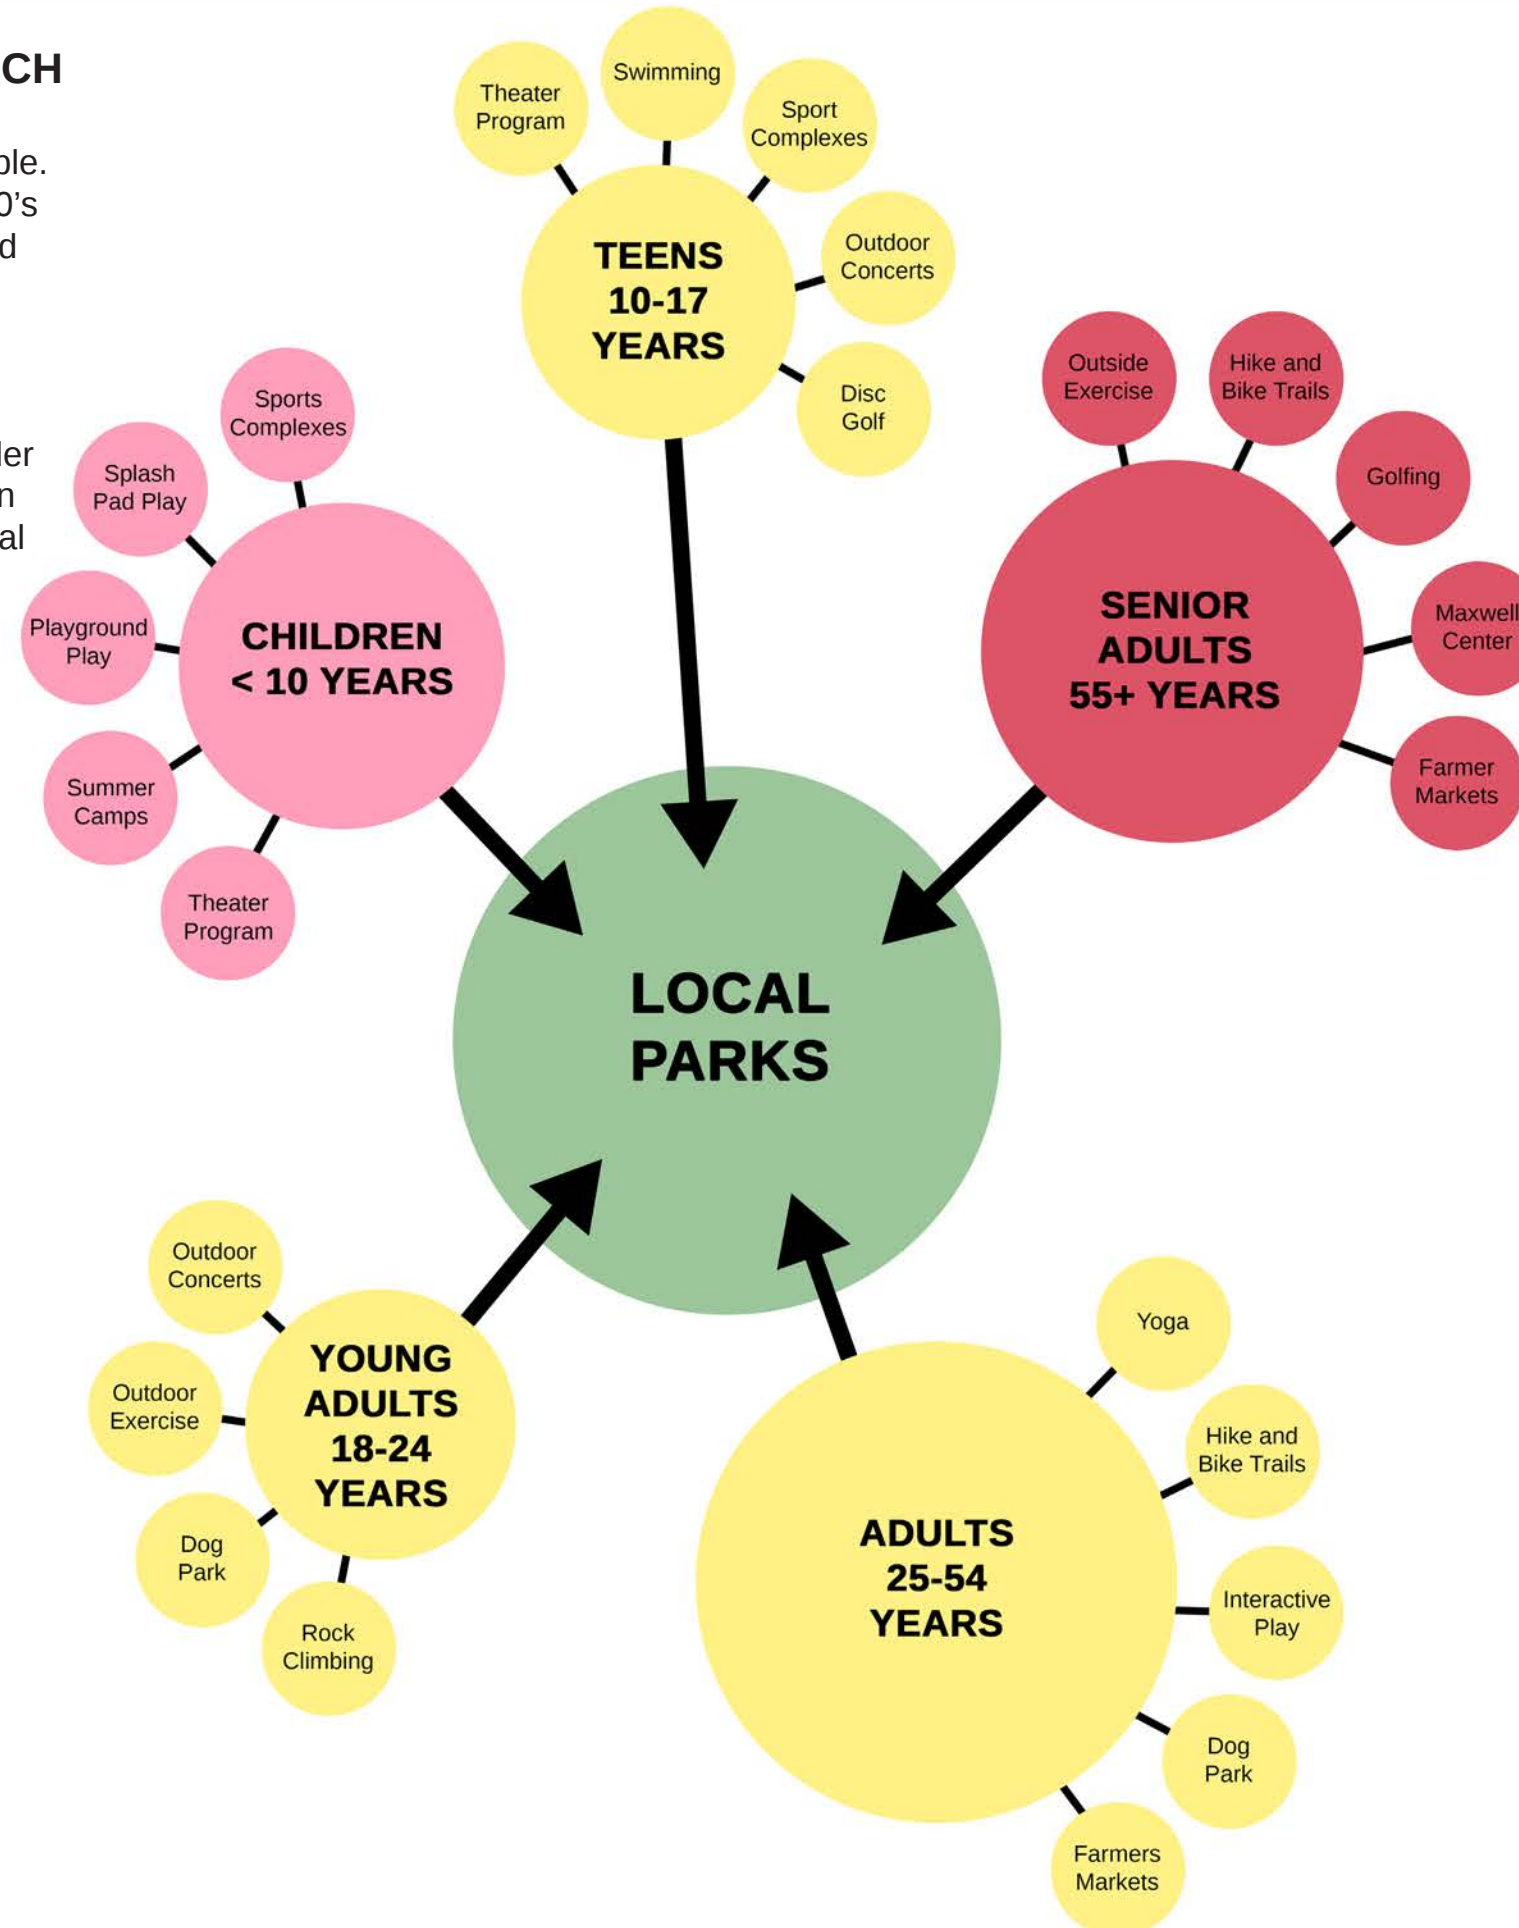 CH
0's
TEENS
10-17
YEARS
Theater
Program
Swimming
Sport
Complexes
Outdoor
Concerts
Disc
Golf
CHILDREN
< 10 YEARS
Sports
Complexes
Splash
Pad Play
Playground
Play
Summer
Camps
Theater
Program
SENIOR
ADULTS
55+ YEARS
Outside
Exercise
Hike and
Bike Trails
Golfing
Maxwell
Center
Farmer
Markets
LOCAL
PARKS
YOUNG
ADULTS
18-24
YEARS
Outdoor
Concerts
Outdoor
Exercise
Dog
Park
Rock
Climbing
ADULTS
25-54
YEARS
Yoga
Hike and
Bike Trails
Interactive
Play
Dog
Park
Farmers
Markets